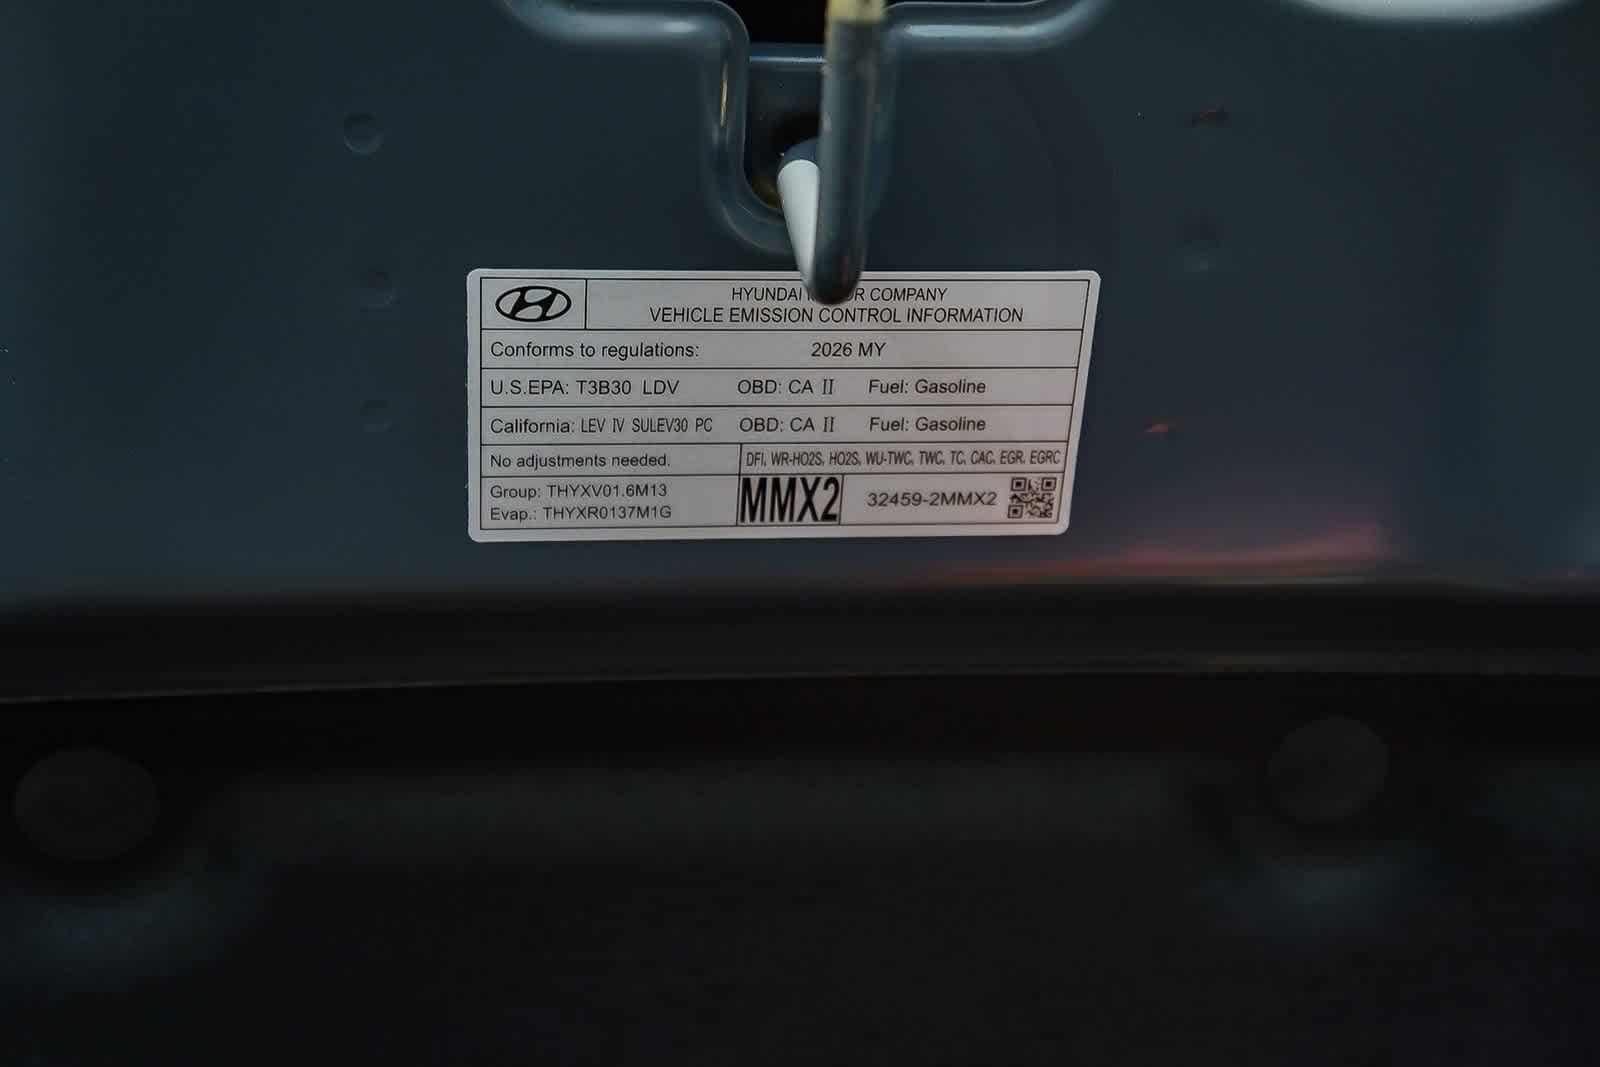 HYUNDAI COMPANY
VEHICLE EMISSION CONTROL INFORMATION
Conforms to regulations: 2026 MY
U.S.EPA: T3B30 LDV OBD: CA II Fuel: Gasoline
California: LEV IV SULEV30 PC OBD: CA II Fuel: Gasoline
No adjustments needed. DFI, WR-HO2S, HO2S, WU-TWC, TWC, TC, CAC, EGR, EGRC
Group: THYXV01.6M13
Evap.: THYXR0137M1G
MMX2
32459-2MMX2